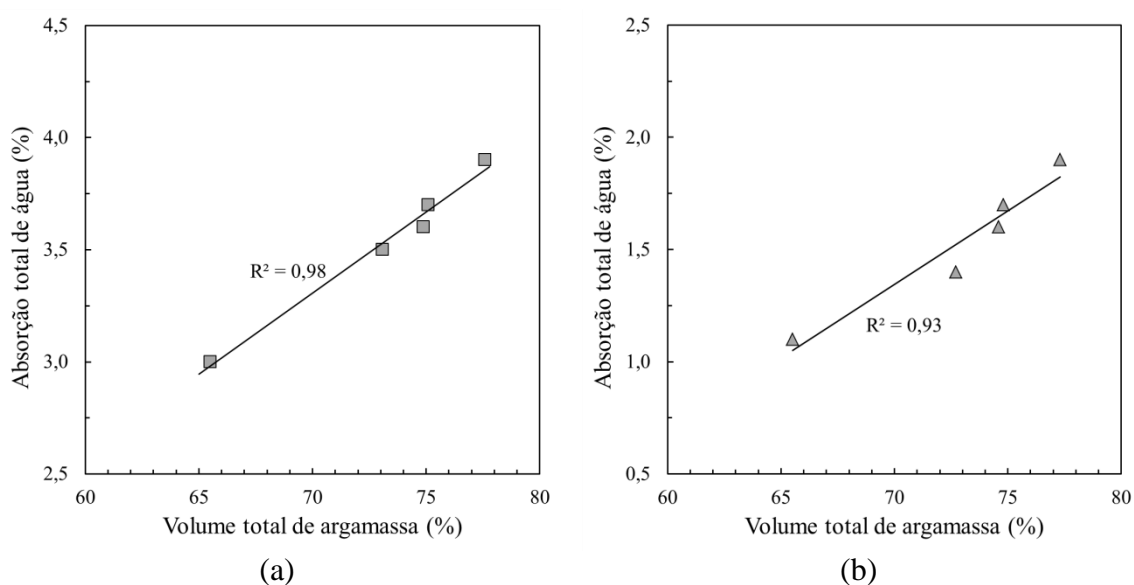 Absorção total de água (%)
4,5
4,0
3,5
3,0
2,5
R² = 0,98
60 65 70 75 80
Volume total de argamassa (%)
(a)
Absorção total de água (%)
2,5
2,0
1,5
1,0
0,5
R² = 0,93
60 65 70 75 80
Volume total de argamassa (%)
(b)